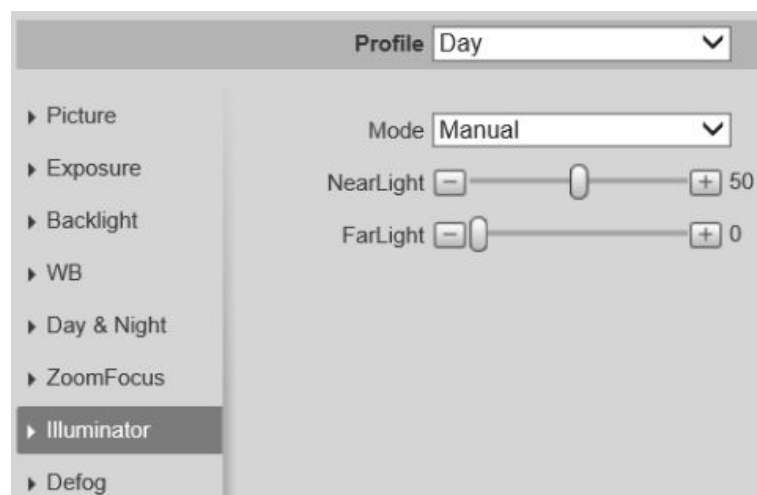 Profile Day
Picture
Exposure
Backlight
WB
Day & Night
ZoomFocus
Illuminator
Defog
Mode Manual
NearLight 50
FarLight 0